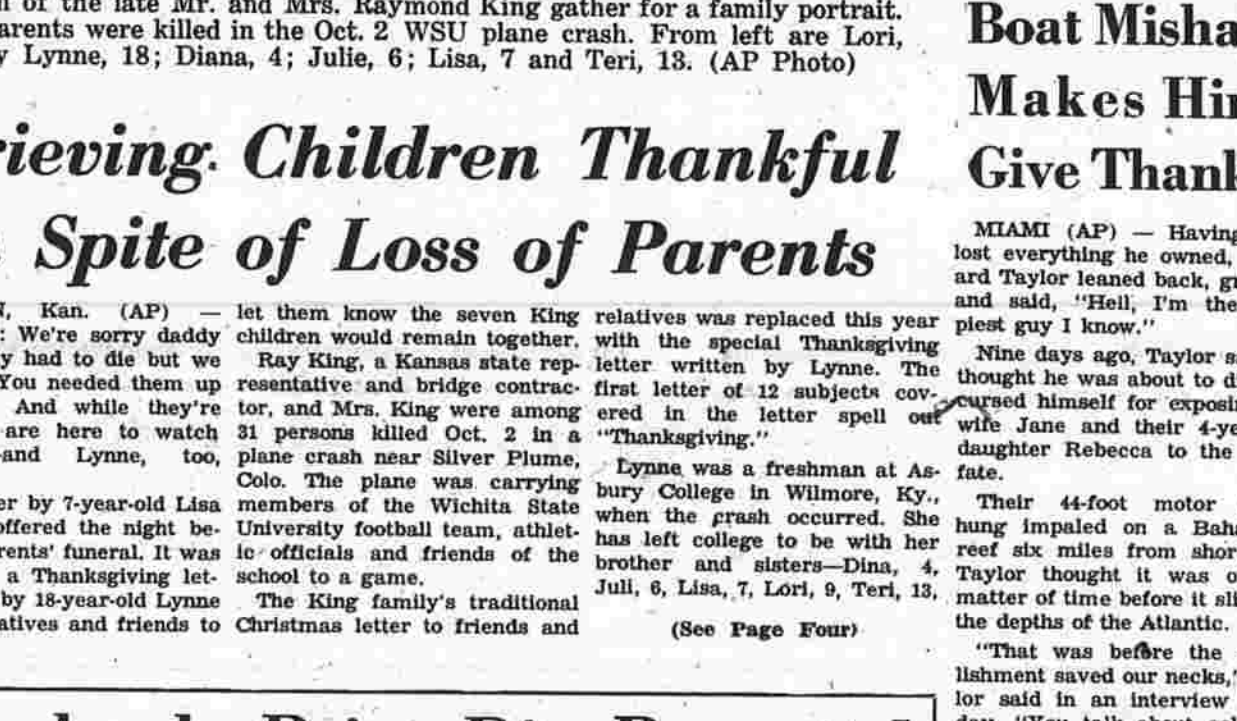 of the late Mr. and Mrs. Raymond King gather for a family portrait.
arents were killed in the Oct. 2 WSU plane crash. From left are Lori,
y Lynne, 18; Diana, 4; Julie, 6; Lisa, 7 and Teri, 13. (AP Photo)
rieving Children Thankful
Spite of Loss of Parents
, Kan. (AP) —
: We're sorry daddy
y had to die but we
You needed them up
And while they're
are here to watch
-and Lynne, too,
er by 7-year-old Lisa
offered the night be-
rents' funeral. It was
a Thanksgiving let-
by 18-year-old Lynne
atives and friends to
let them know the seven King
children would remain together.
Ray King, a Kansas state rep-
resentative and bridge contrac-
tor, and Mrs. King were among
31 persons killed Oct. 2 in a
plane crash near Silver Plume,
Colo. The plane was carrying
members of the Wichita State
University football team, athlet-
ic officials and friends of the
school to a game.
The King family's traditional
Christmas letter to friends and
relatives was replaced this year
with the special Thanksgiving
letter written by Lynne. The
first letter of 12 subjects cov-
ered in the letter spell out
"Thanksgiving."
Lynne was a freshman at As-
bury College in Wilmore, Ky.,
when the crash occurred. She
has left college to be with her
brother and sisters—Dina, 4,
Juli, 6, Lisa, 7, Lori, 9, Teri, 13,
(See Page Four)
Boat Misha
Makes Hi
Give Thank
MIAMI (AP) — Having
lost everything he owned,
ard Taylor leaned back, g
and said, "Hell, I'm the
piest guy I know."
Nine days ago, Taylor s
thought he was about to d
cursed himself for exposi
wife Jane and their 4-ye
daughter Rebecca to the
fate.
Their 44-foot motor
hung impaled on a Baha
reef six miles from shor
Taylor thought it was o
matter of time before it sli
the depths of the Atlantic.
"That was before the
lishment saved our necks,"
lor said in an interview